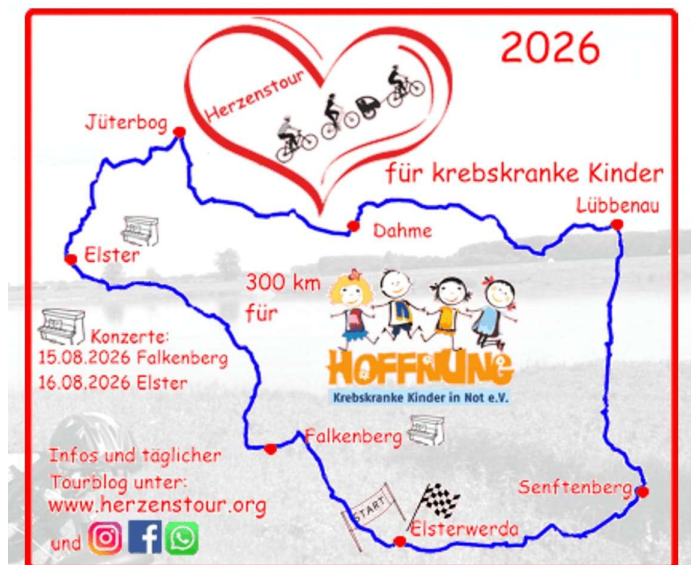 2026
Herzenstour
Jüterbog
für krebskranke Kinder
Lübbenau
Dahme
Elster
300 km
für
HOFFNUNG
Krebskranke Kinder in Not e.V.
Konzerte:
15.08.2026 Falkenberg
16.08.2026 Elster
Falkenberg
Infos und täglicher
Tourblog unter:
www.herzenstour.org
und
Senftenberg
START
Elsterwerda